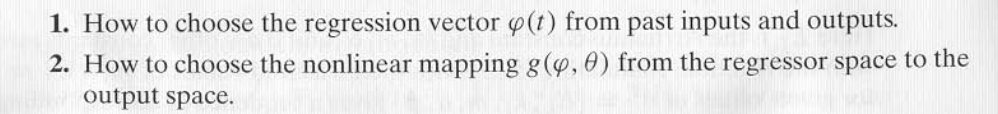 1. How to choose the regression vector φ(t) from past inputs and outputs.
2. How to choose the nonlinear mapping g(φ, θ) from the regressor space to the
output space.